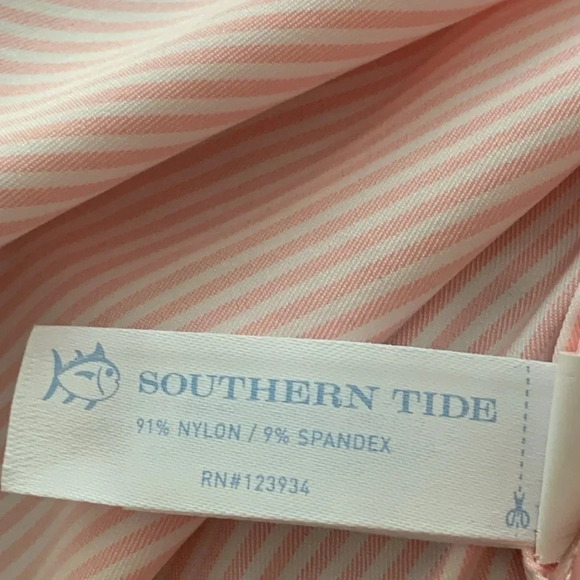 SOUTHERN TIDE
91% NYLON / 9% SPANDEX
RN#123934